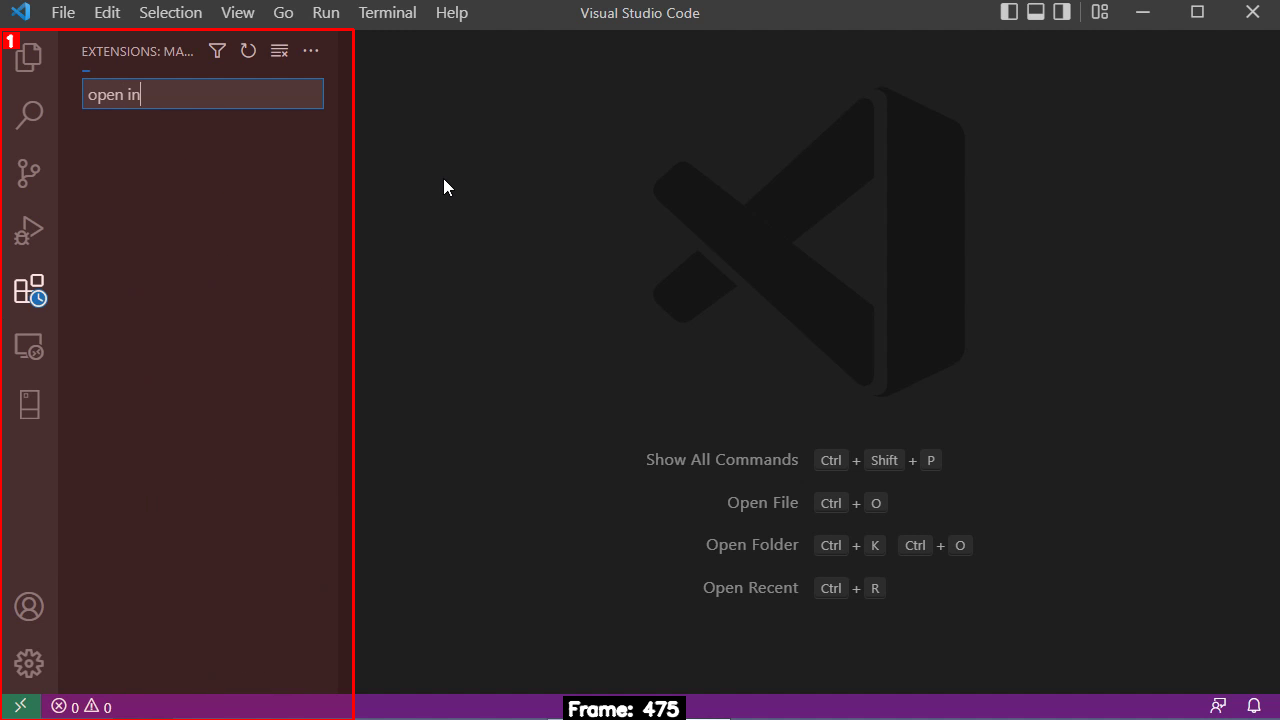 File Edit Selection View Go Run Terminal Help
Visual Studio Code
1
EXTENSIONS: MA...
open in
Show All Commands Ctrl + Shift + P
Open File Ctrl + O
Open Folder Ctrl + K Ctrl + O
Open Recent Ctrl + R
0 0
Frame: 475